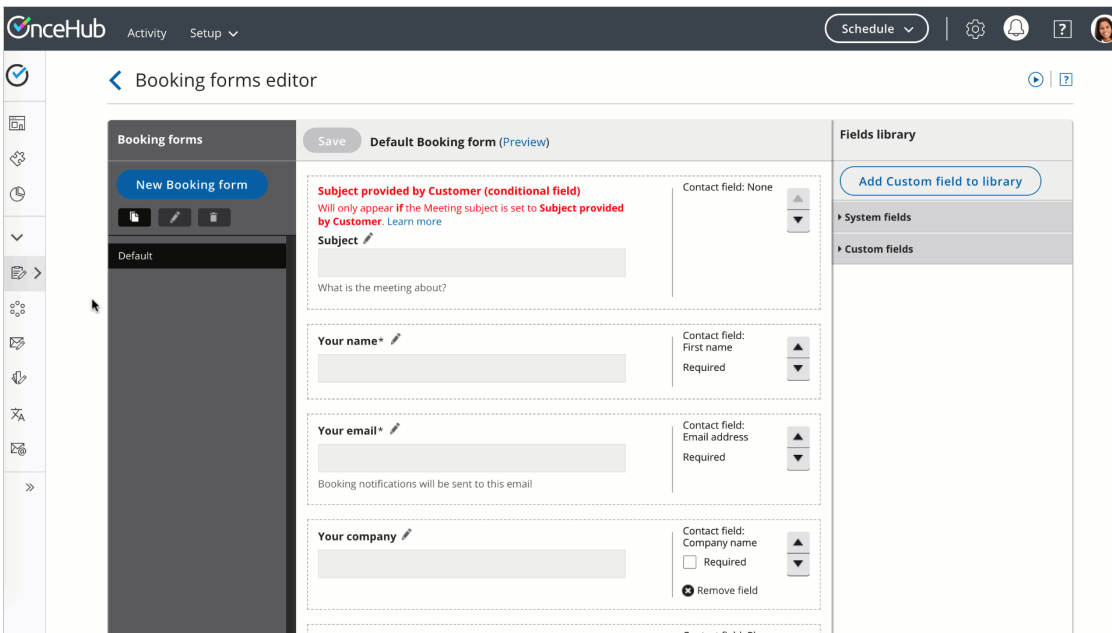 OnceHub
Activity
Setup
Schedule
?
Booking forms editor
?
Booking forms
Save
Default Booking form (Preview)
Fields library
New Booking form
Add Custom field to library
System fields
Custom fields
Default
Subject provided by Customer (conditional field)
Will only appear if the Meeting subject is set to Subject provided
by Customer. Learn more
Subject
What is the meeting about?
Contact field: None
Your name*
Contact field:
First name
Required
Your email*
Booking notifications will be sent to this email
Contact field:
Email address
Required
Your company
Contact field:
Company name
Required
Remove field